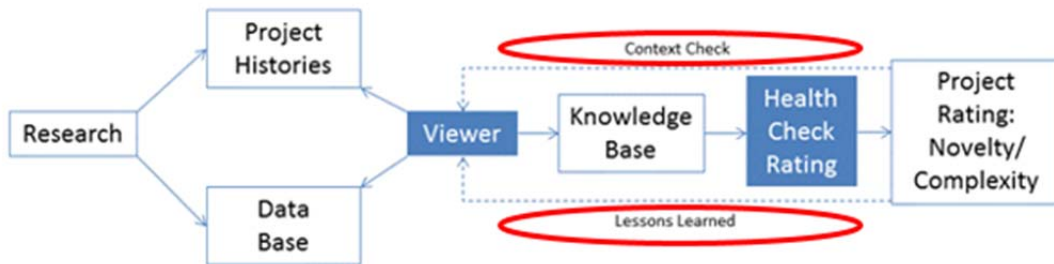 Research
Project
Histories
Data
Base
Viewer
Context Check
Knowledge
Base
Health
Check
Rating
Project
Rating:
Novelty/
Complexity
Lessons Learned